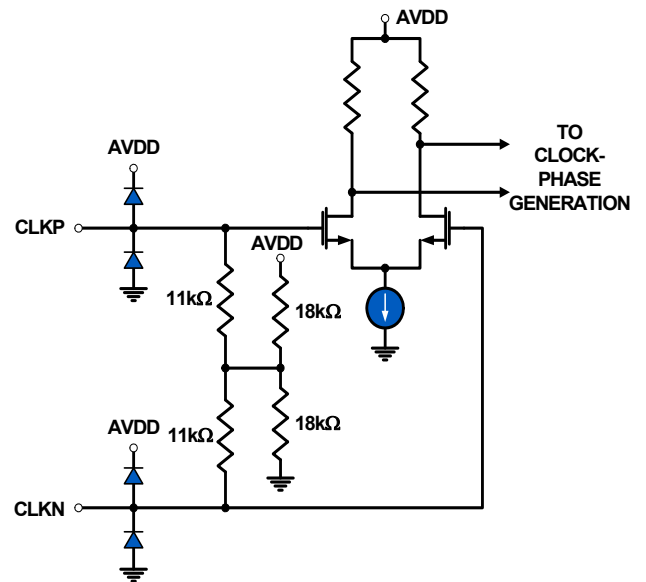 AVDD
TO
CLOCK-
PHASE
GENERATION
AVDD
CLKP
AVDD
11kΩ
18kΩ
AVDD
11kΩ
18kΩ
CLKN